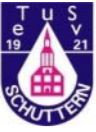 TuS
e v
19 21
SCHUTTERN